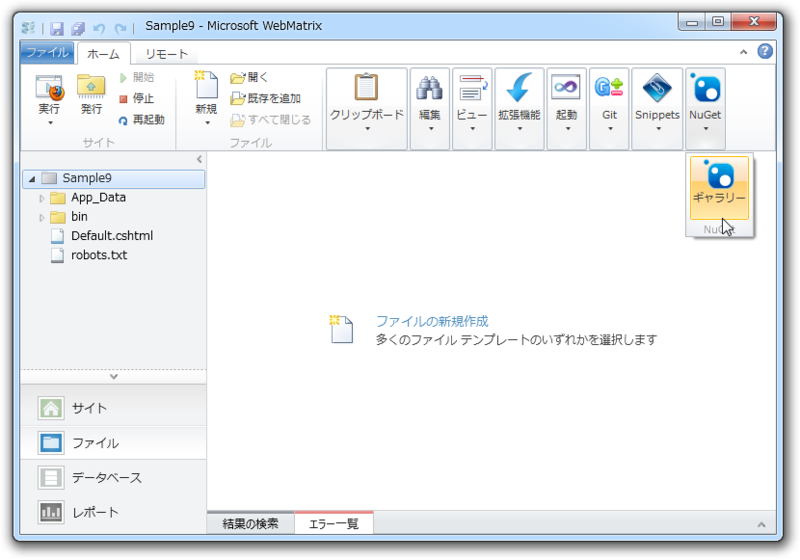 Sample9 - Microsoft WebMatrix
ファイル ホーム リモート
実行
発行
開始
停止
再起動
サイト
新規
開く
既存を追加
すべて閉じる
ファイル
クリップボード
編集
ビュー
拡張機能
起動
Git
Snippets
NuGet
ギャラリー
Sample9
App_Data
bin
Default.cshtml
robots.txt
ファイルの新規作成
多くのファイル テンプレートのいずれかを選択します
サイト
ファイル
データベース
レポート
結果の検索 エラー一覧